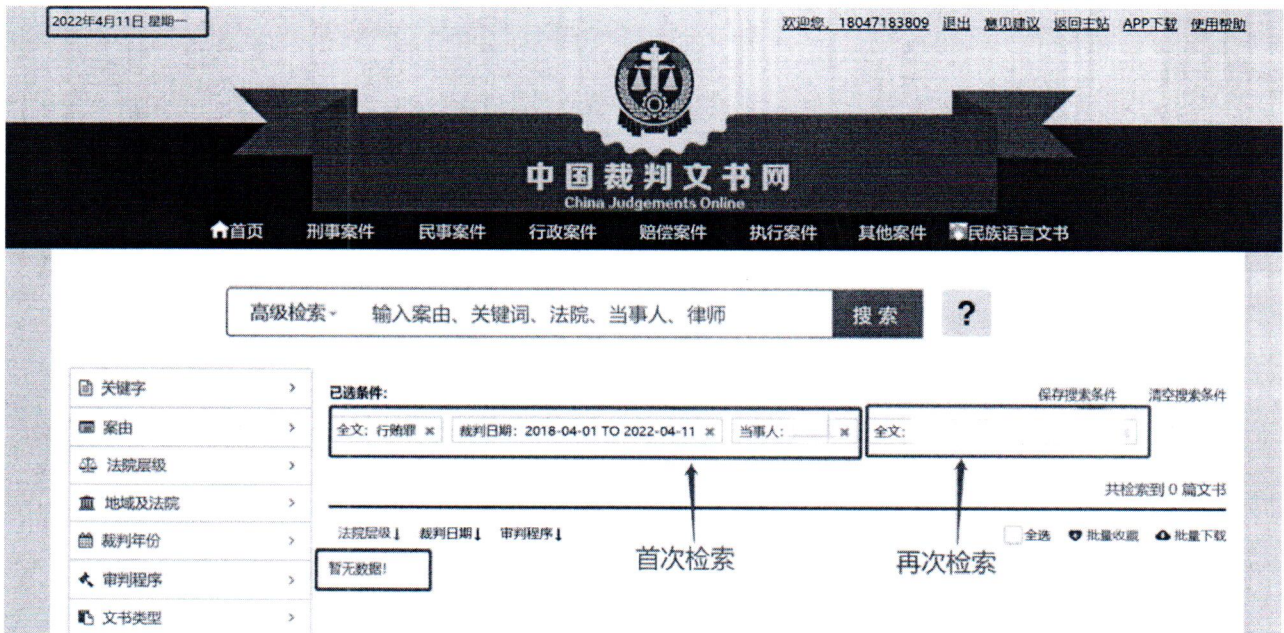 2022年4月11日 星期一
欢迎您，18047183809 退出 意见建议 返回主站 APP下载 使用帮助
中国裁判文书网
China Judgements Online
首页 刑事案件 民事案件 行政案件 赔偿案件 执行案件 其他案件 民族语言文书
高级检索 输入案由、关键词、法院、当事人、律师 搜索 ?
关键字
案由
法院层级
地域及法院
裁判年份
审判程序
文书类型
已选条件:
保存搜索条件 清空搜索条件
全文: 行贿罪 × 裁判日期: 2018-04-01 TO 2022-04-11 × 当事人: × 全文:
共检索到 0 篇文书
法院层级↓ 裁判日期↓ 审判程序↓
全选 批量收藏 批量下载
首次检索 再次检索
暂无数据!